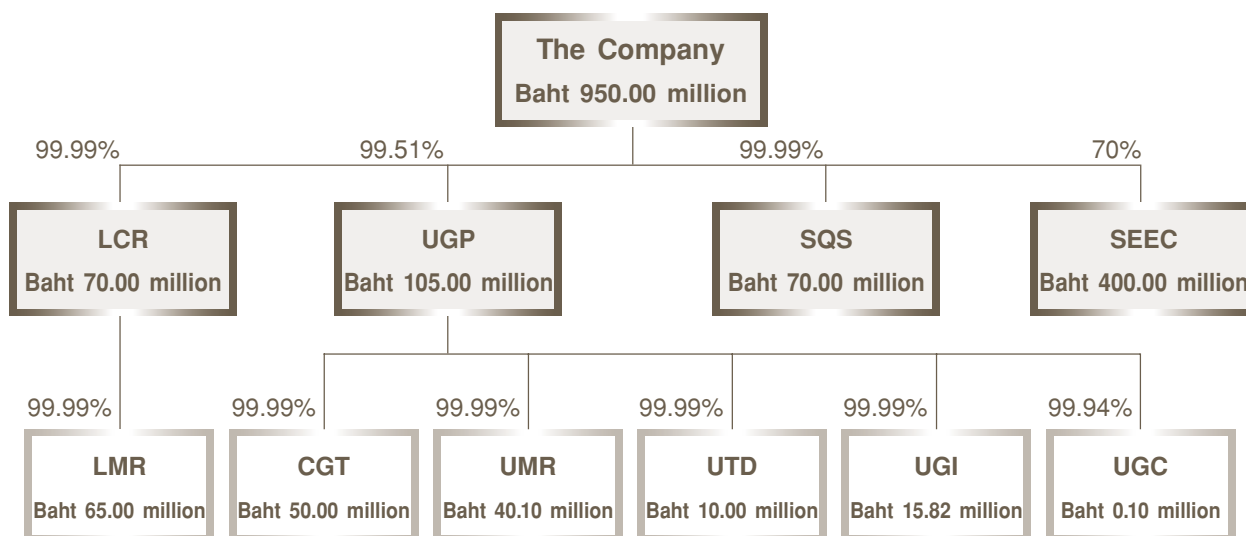 The Company
Baht 950.00 million
99.99%
99.51%
99.99%
70%
LCR
Baht 70.00 million
UGP
Baht 105.00 million
SQS
Baht 70.00 million
SEEC
Baht 400.00 million
99.99%
99.99%
99.99%
99.99%
99.99%
99.94%
LMR
Baht 65.00 million
CGT
Baht 50.00 million
UMR
Baht 40.10 million
UTD
Baht 10.00 million
UGI
Baht 15.82 million
UGC
Baht 0.10 million